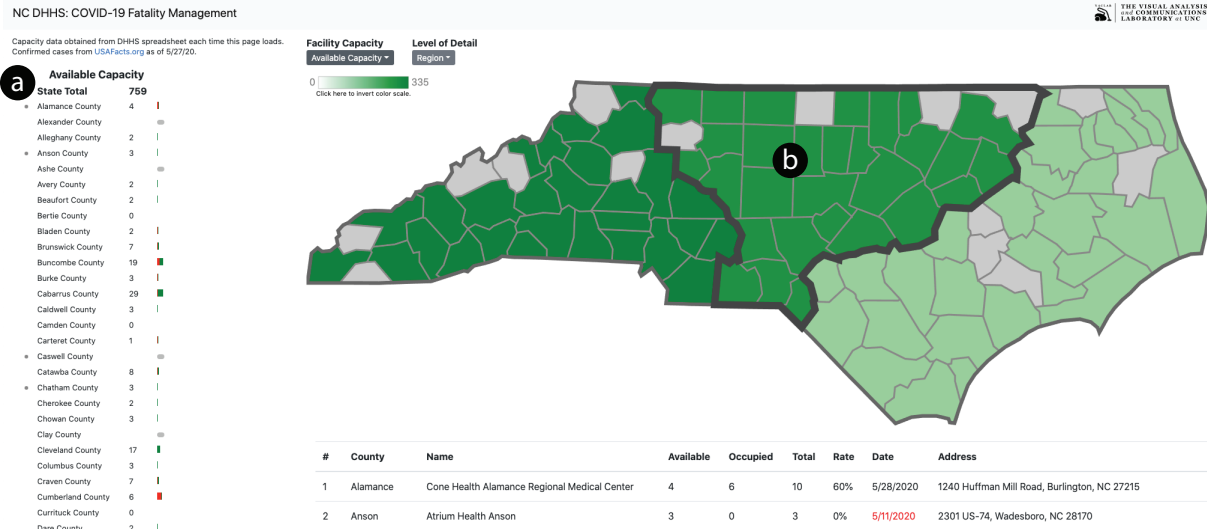 NC DHHS: COVID-19 Fatality Management
THE VISUAL ANALYSIS
and COMMUNICATIONS
LABORATORY at UNC
Capacity data obtained from DHHS spreadsheet each time this page loads.
Confirmed cases from USAFacts.org as of 5/27/20.
Facility Capacity
Level of Detail
Available Capacity
Region
0 335
Click here to invert color scale.
a
b
Available Capacity
State Total 759
Alamance County 4
Alexander County
Alleghany County 2
Anson County 3
Ashe County
Avery County 2
Beaufort County 2
Bertie County 0
Bladen County 2
Brunswick County 7
Buncombe County 19
Burke County 3
Cabarrus County 29
Caldwell County 3
Camden County 0
Carteret County 1
Caswell County
Catawba County 8
Chatham County 3
Cherokee County 2
Chowan County 3
Clay County
Cleveland County 17
Columbus County 3
Craven County 7
Cumberland County 6
Currituck County 0
Dare County 2
# County Name Available Occupied Total Rate Date Address
1 Alamance Cone Health Alamance Regional Medical Center 4 6 10 60% 5/28/2020 1240 Huffman Mill Road, Burlington, NC 27215
2 Anson Atrium Health Anson 3 0 3 0% 5/11/2020 2301 US-74, Wadesboro, NC 28170